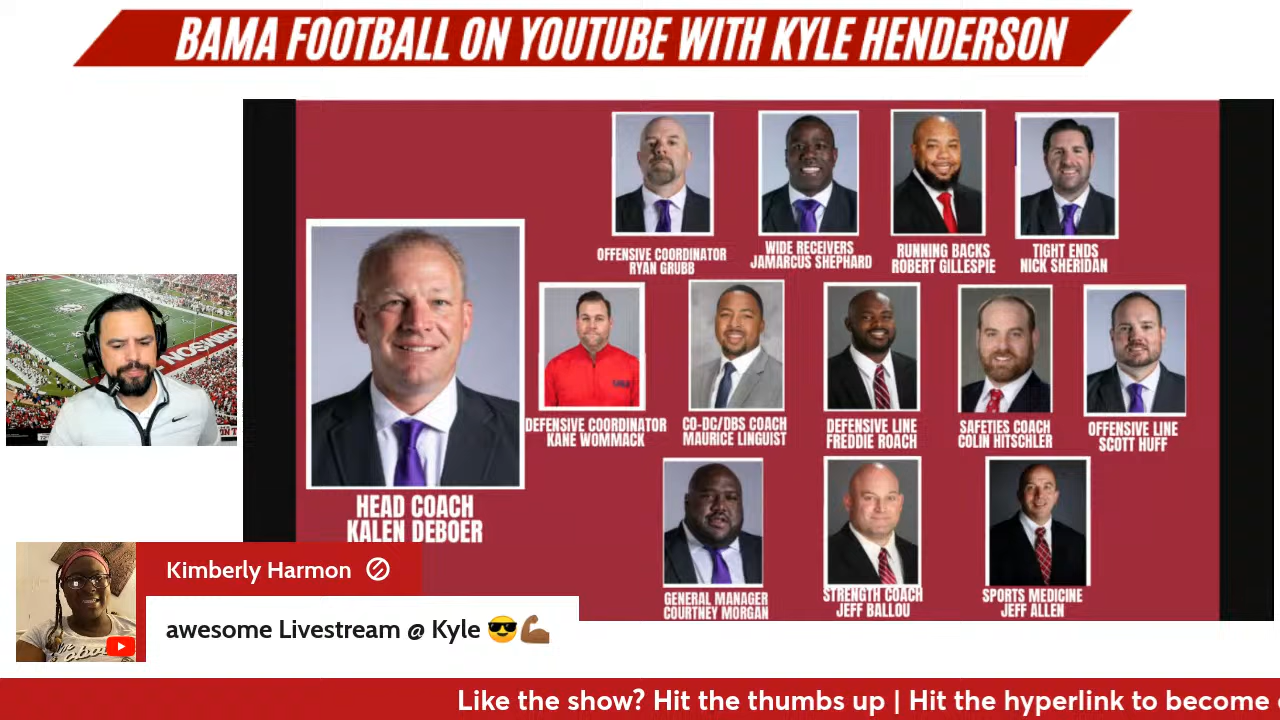 BAMA FOOTBALL ON YOUTUBE WITH KYLE HENDERSON
OFFENSIVE COORDINATOR
RYAN GRUBB
WIDE RECEIVERS
JAMARCUS SHEPHARD
RUNNING BACKS
ROBERT GILLESPIE
TIGHT ENDS
NICK SHERIDAN
DEFENSIVE COORDINATOR
KANE WOMMACK
CO-DC/DBS COACH
MAURICE LINGUIST
DEFENSIVE LINE
FREDDIE ROACH
SAFETIES COACH
COLIN HITSCHLER
OFFENSIVE LINE
SCOTT HUFF
HEAD COACH
KALEN DEBOER
GENERAL MANAGER
COURTNEY MORGAN
STRENGTH COACH
JEFF BALLOU
SPORTS MEDICINE
JEFF ALLEN
Kimberly Harmon
awesome Livestream @ Kyle 😎💪🏾
Like the show? Hit the thumbs up | Hit the hyperlink to become